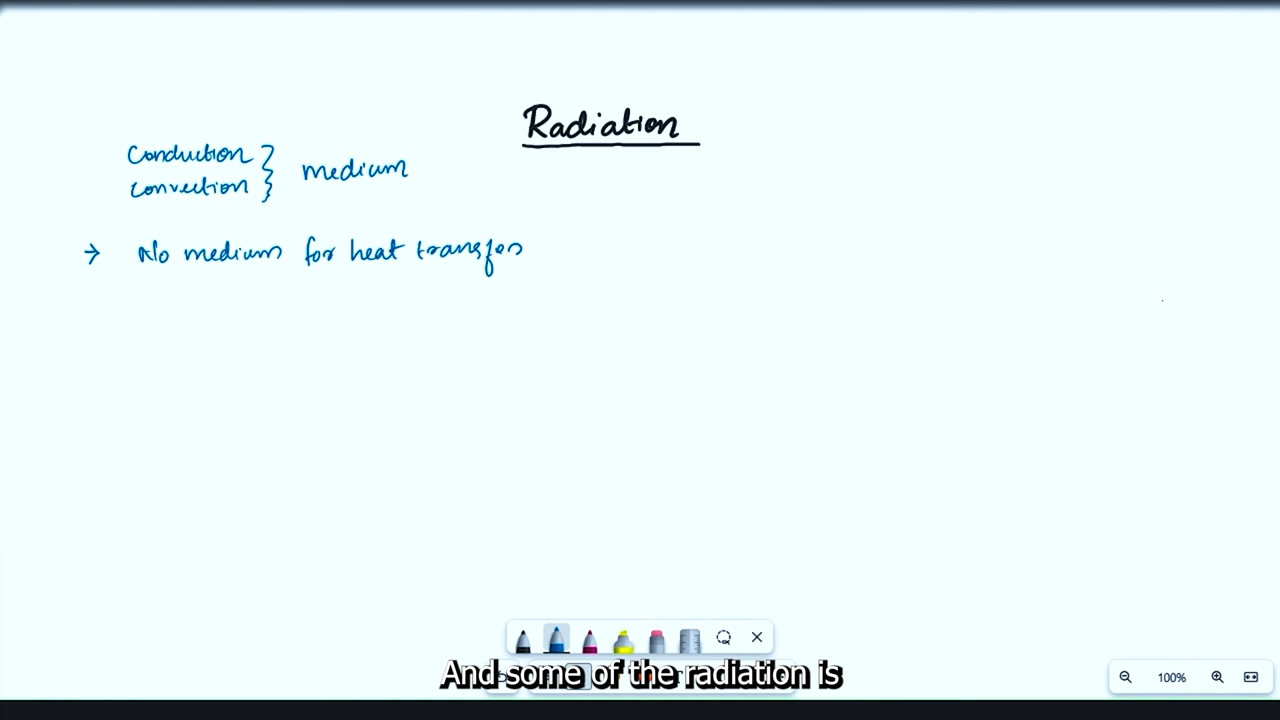 Radiation
Conduction
Convection } medium
→ No medium for heat transfer
And some of the radiation is
100%